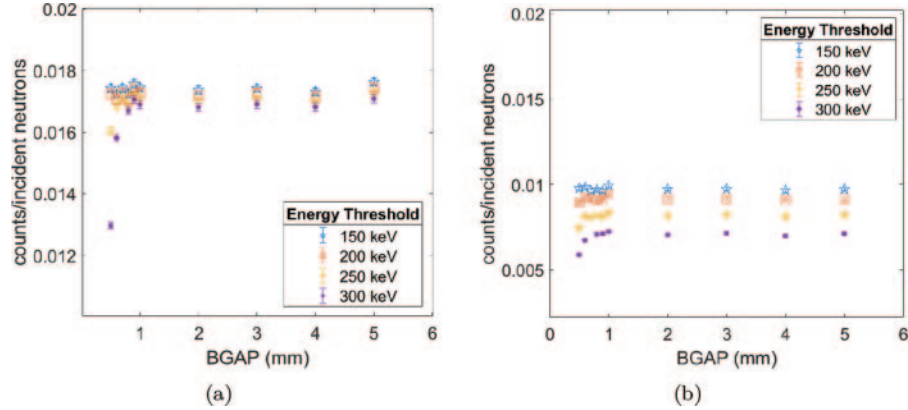 0.02
0.018
0.016
0.014
0.012
counts/incident neutrons
1 2 3 4 5 6
BGAP (mm)
Energy Threshold
150 keV
200 keV
250 keV
300 keV
(a)
0.02
0.015
0.01
0.005
counts/incident neutrons
0 1 2 3 4 5 6
BGAP (mm)
Energy Threshold
150 keV
200 keV
250 keV
300 keV
(b)